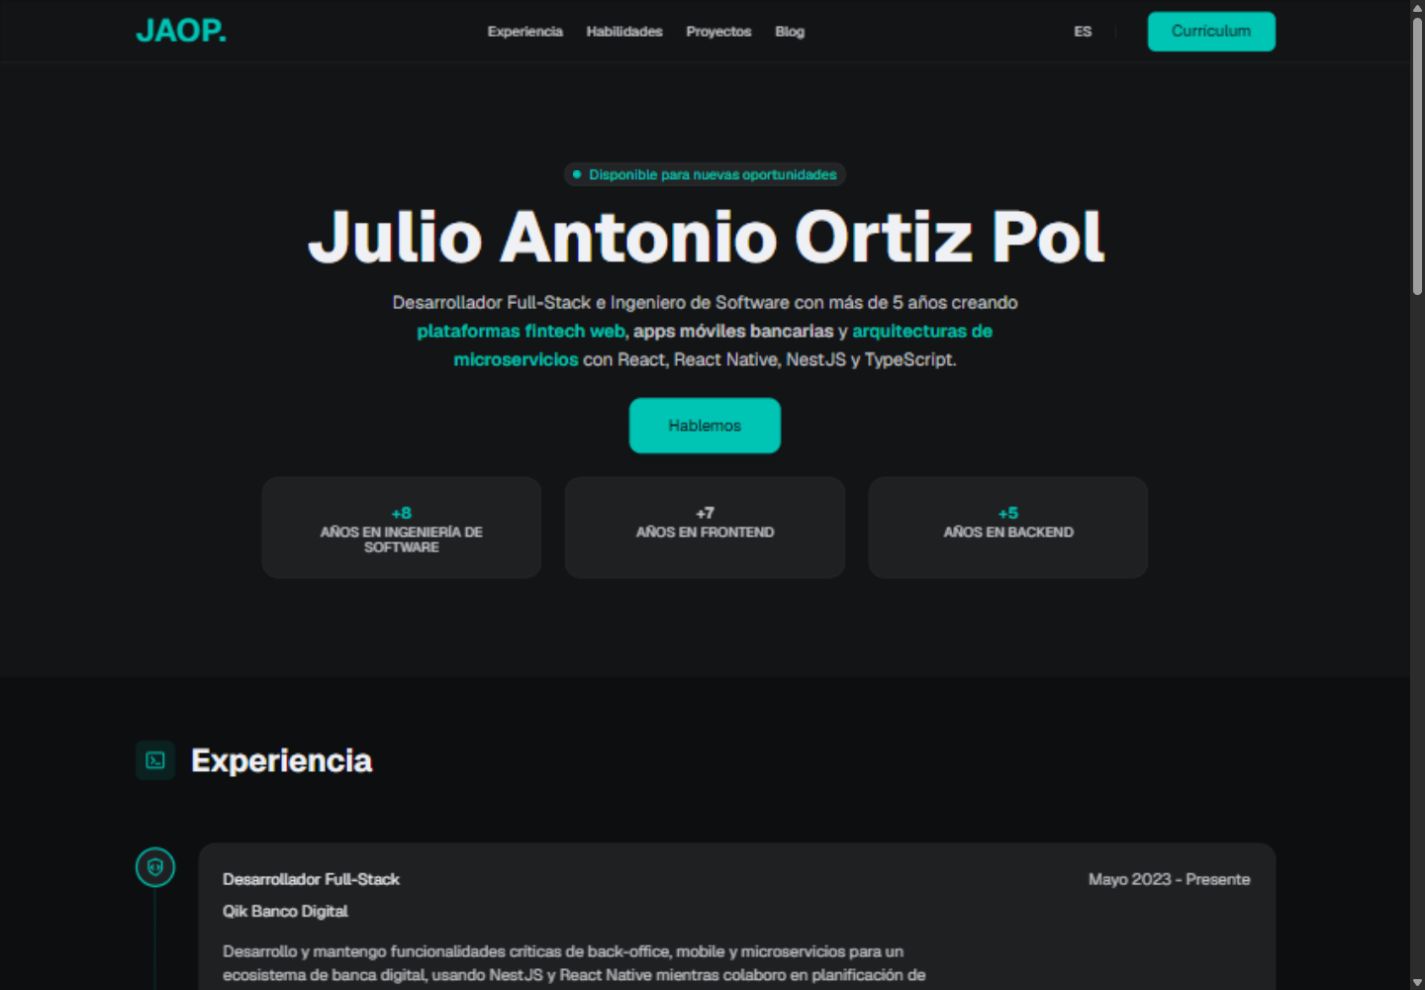 JAOP.
Experiencia Habilidades Proyectos Blog ES Currículum
Disponible para nuevas oportunidades
Julio Antonio Ortiz Pol
Desarrollador Full-Stack e Ingeniero de Software con más de 5 años creando
plataformas fintech web, apps móviles bancarias y arquitecturas de
microservicios con React, React Native, NestJS y TypeScript.
Hablemos
+8
AÑOS EN INGENIERÍA DE
SOFTWARE
+7
AÑOS EN FRONTEND
+5
AÑOS EN BACKEND
Experiencia
Desarrollador Full-Stack
Mayo 2023 - Presente
Qik Banco Digital
Desarrollo y mantengo funcionalidades críticas de back-office, mobile y microservicios para un
ecosistema de banca digital, usando NestJS y React Native mientras colaboro en planificación de